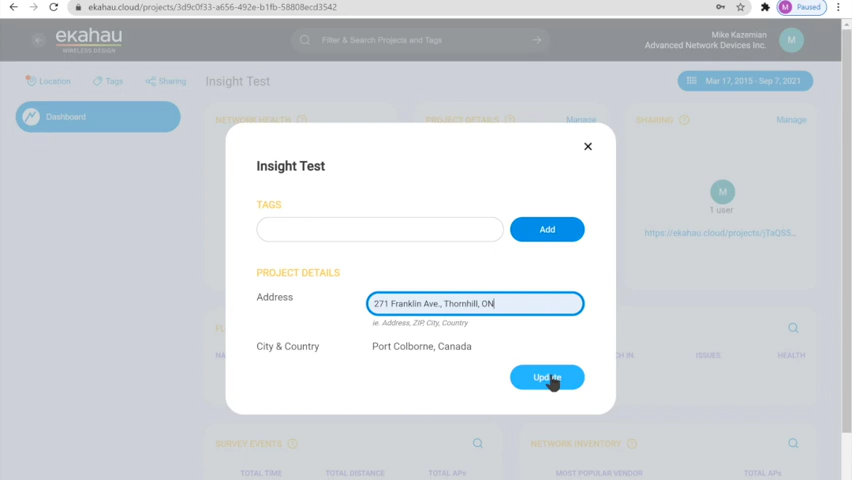 ekahau.cloud/projects/3d9c0f33-a656-492e-b1fb-58808ecd3542
M Paused
ekahau
WIRELESS DESIGN
Filter & Search Projects and Tags
Mike Kazemian
Advanced Network Devices Inc.
M
Location
Tags
Sharing
Insight Test
Mar 17, 2015 - Sep 7, 2021
Dashboard
NETWORK HEALTH
PROJECT DETAILS
Manage
SHARING
Manage
M
1 user
https://ekahau.cloud/projects/jTaQS5...
Insight Test
TAGS
Add
PROJECT DETAILS
Address
271 Franklin Ave., Thornhill, ON
ie. Address, ZIP, City, Country
City & Country
Port Colborne, Canada
Update
ISSUES
HEALTH
SURVEY EVENTS
NETWORK INVENTORY
TOTAL TIME
TOTAL DISTANCE
TOTAL APs
MOST POPULAR VENDOR
TOTAL APs